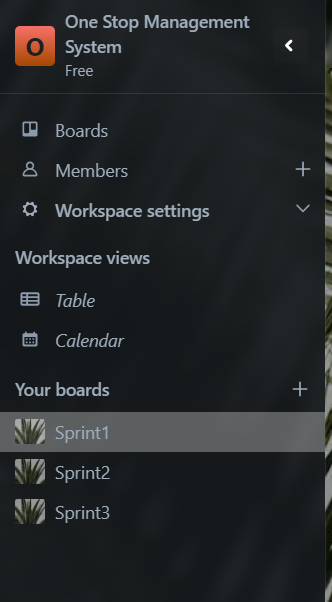 O
One Stop Management
System
Free
Boards
Members
Workspace settings
Workspace views
Table
Calendar
Your boards
Sprint1
Sprint2
Sprint3